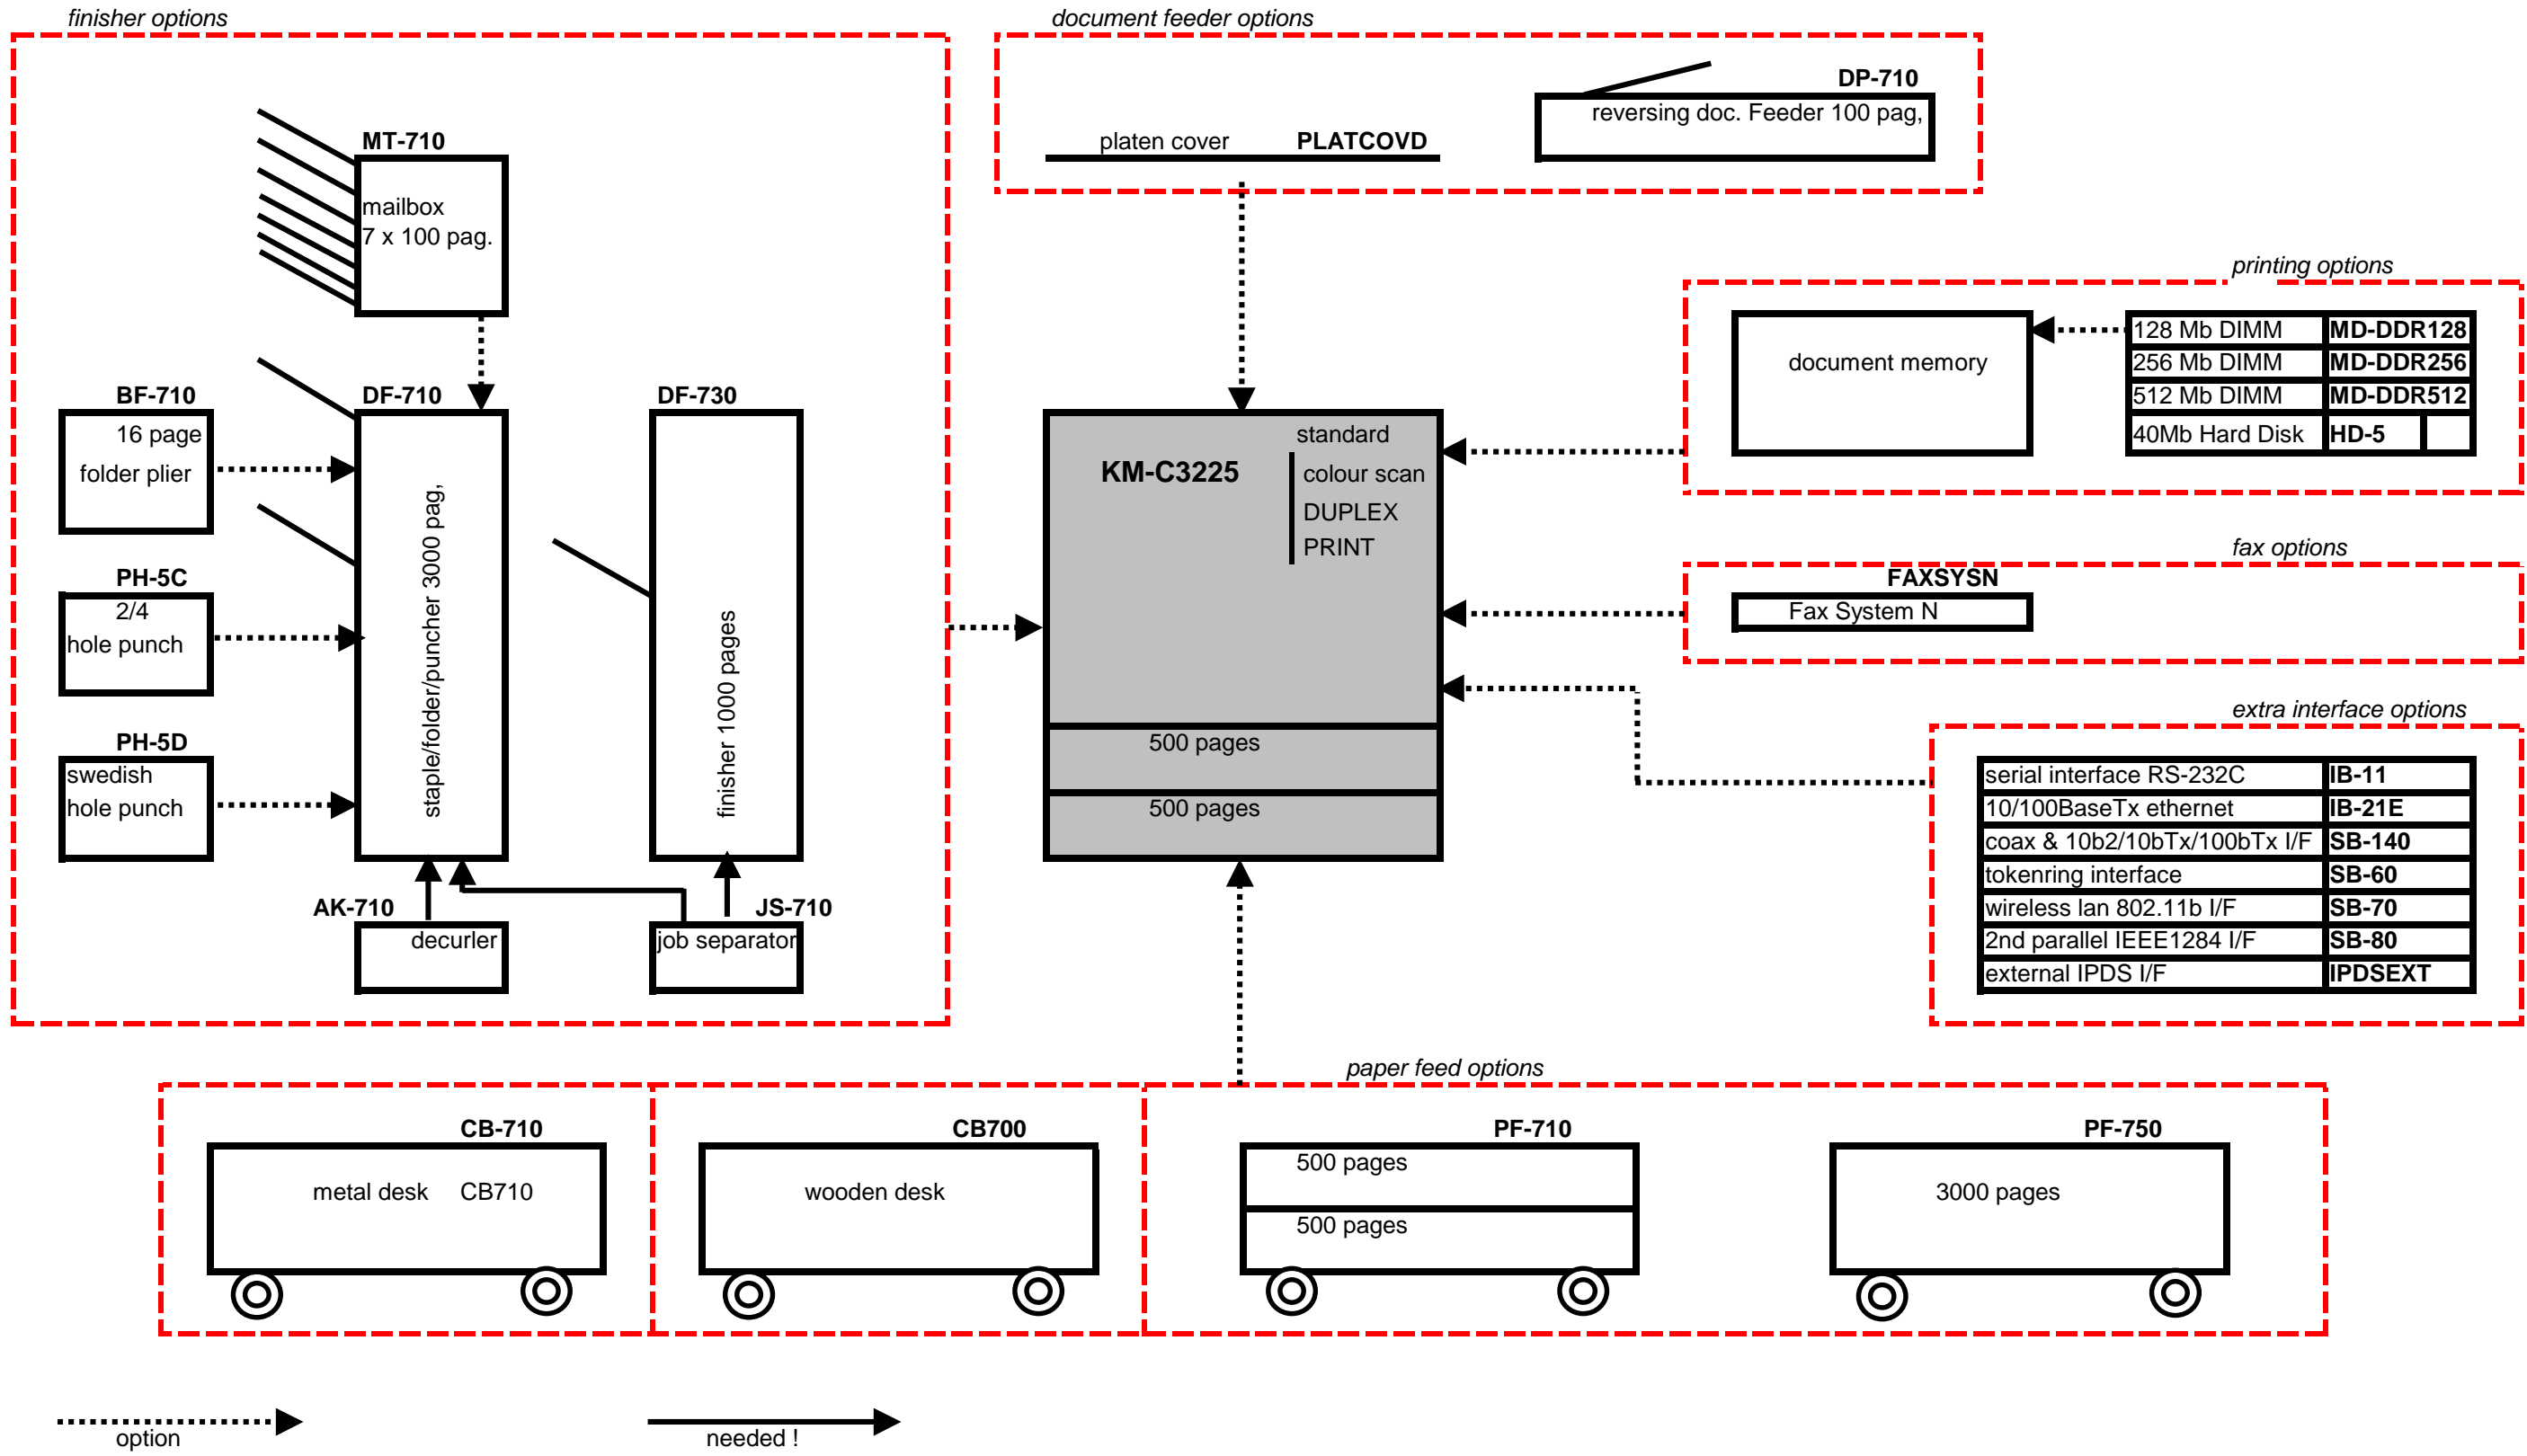 finisher options
document feeder options
DP-710
reversing doc. Feeder 100 pag,
platen cover PLATCOVD
MT-710
mailbox
7 x 100 pag.
printing options
document memory
128 Mb DIMM MD-DDR128
256 Mb DIMM MD-DDR256
512 Mb DIMM MD-DDR512
40Mb Hard Disk HD-5
BF-710
16 page
folder plier
DF-710
staple/folder/puncher 3000 pag,
DF-730
finisher 1000 pages
PH-5C
2/4
hole punch
PH-5D
swedish
hole punch
AK-710
decurler
JS-710
job separator
KM-C3225
standard
colour scan
DUPLEX
PRINT
500 pages
500 pages
fax options
FAXSYSN
Fax System N
extra interface options
serial interface RS-232C IB-11
10/100BaseTx ethernet IB-21E
coax & 10b2/10bTx/100bTx I/F SB-140
tokenring interface SB-60
wireless lan 802.11b I/F SB-70
2nd parallel IEEE1284 I/F SB-80
external IPDS I/F IPDSEXT
paper feed options
CB-710
metal desk CB710
CB700
wooden desk
PF-710
500 pages
500 pages
PF-750
3000 pages
option
needed !